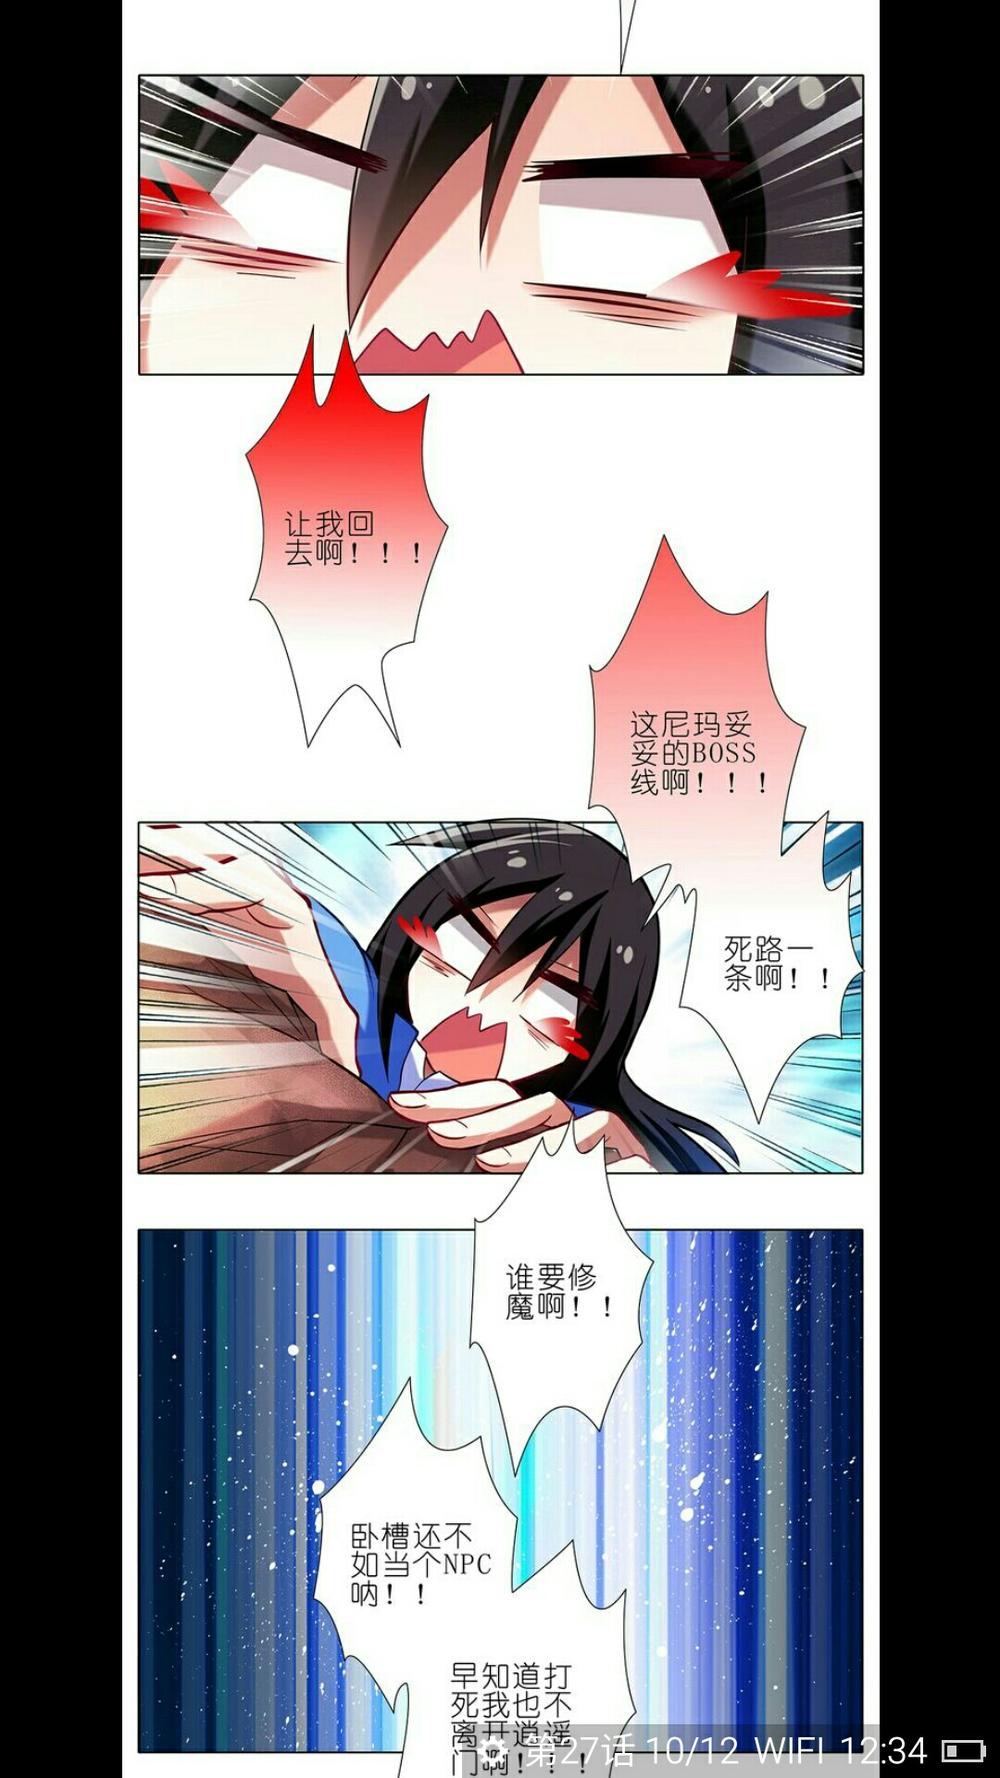 让我回
去啊！！！
这尼玛妥
妥的BOSS
线啊！！！
死路一
条啊！！
谁要修
魔啊！！
卧槽还不
如当个NPC
呐！！
早知道打
死我也不
离开逍遥
门啊！！！
第27话 10/12 WIFI 12:34